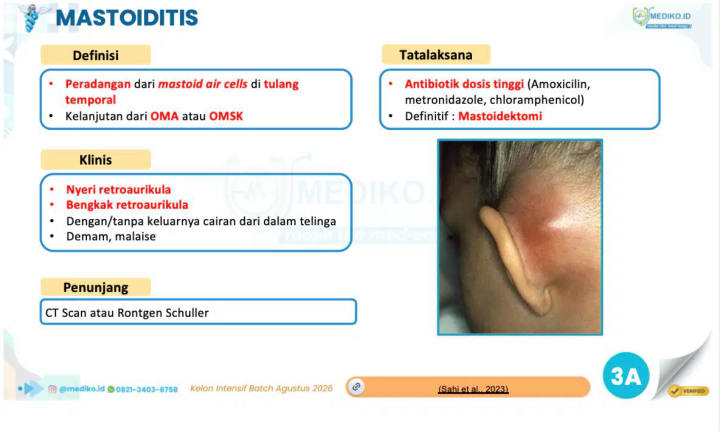 MASTOIDITIS
MEDIKO.ID
Definisi
• Peradangan dari mastoid air cells di tulang
temporal
• Kelanjutan dari OMA atau OMSK
Klinis
• Nyeri retroaurikula
• Bengkak retroaurikula
• Dengan/tanpa keluarnya cairan dari dalam telinga
• Demam, malaise
Penunjang
CT Scan atau Rontgen Schuller
Tatalaksana
• Antibiotik dosis tinggi (Amoxicilin,
metronidazole, chloramphenicol)
• Definitif : Mastoidektomi
MEDIKO.
@mediko.id 0821-3403-6758 Kelon Intensif Batch Agustus 2026
(Sahi et al., 2023)
3A
VERIFIED